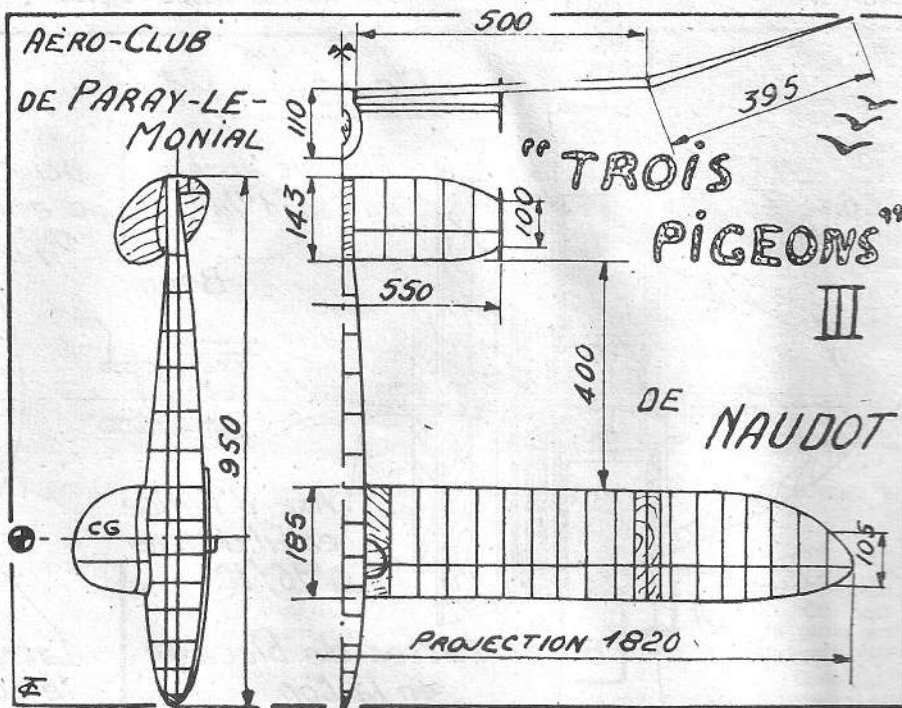 AÉRO-CLUB
DE PARAY-LE-
MONIAL
500
395
110
"TROIS
PIGEONS"
III
DE
NAUDOT
143
100
550
400
950
CG
185
105
PROJECTION 1820